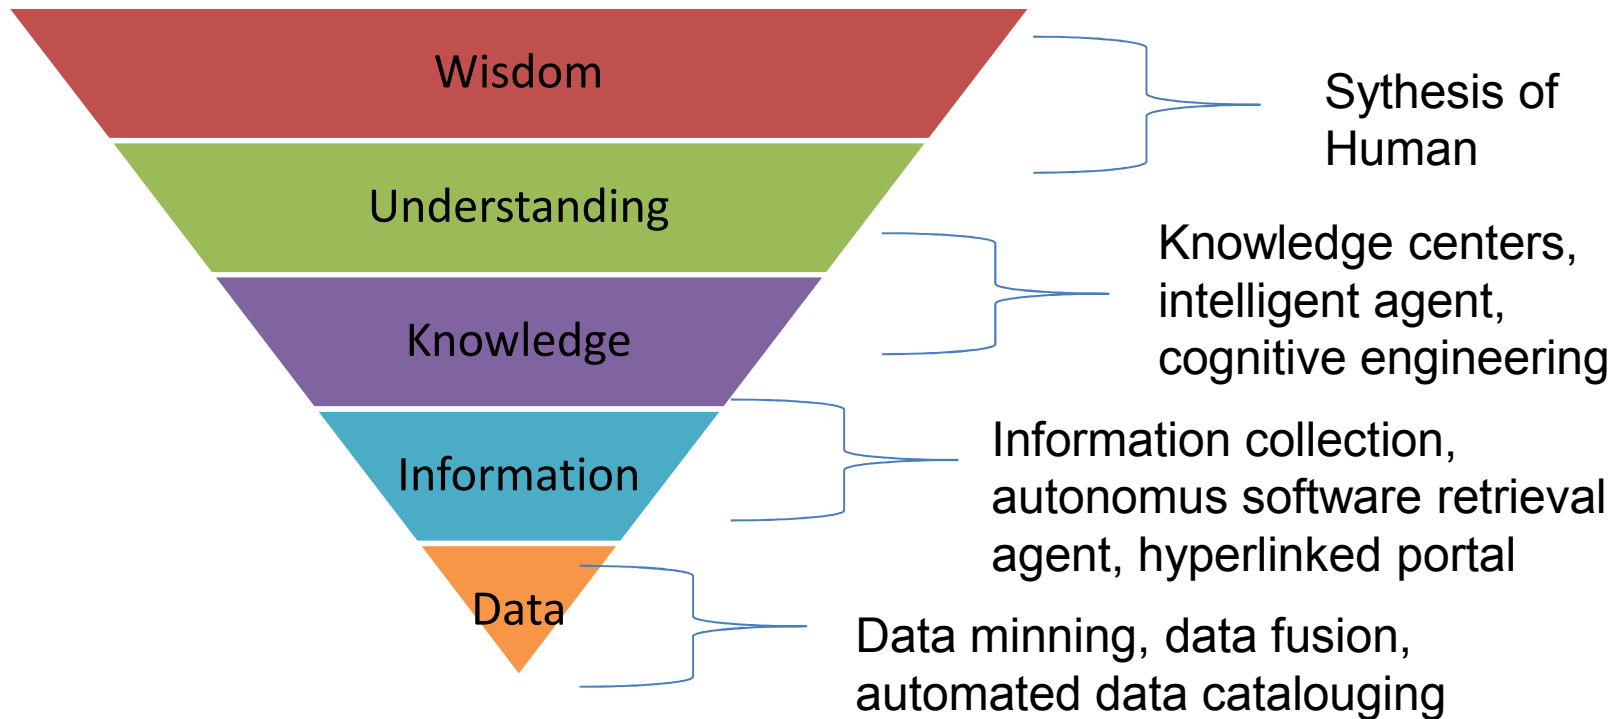 Wisdom
Sythesis of
Human
Understanding
Knowledge centers,
intelligent agent,
cognitive engineering
Knowledge
Information collection,
autonomus software retrieval
agent, hyperlinked portal
Information
Data
Data minning, data fusion,
automated data catalouging